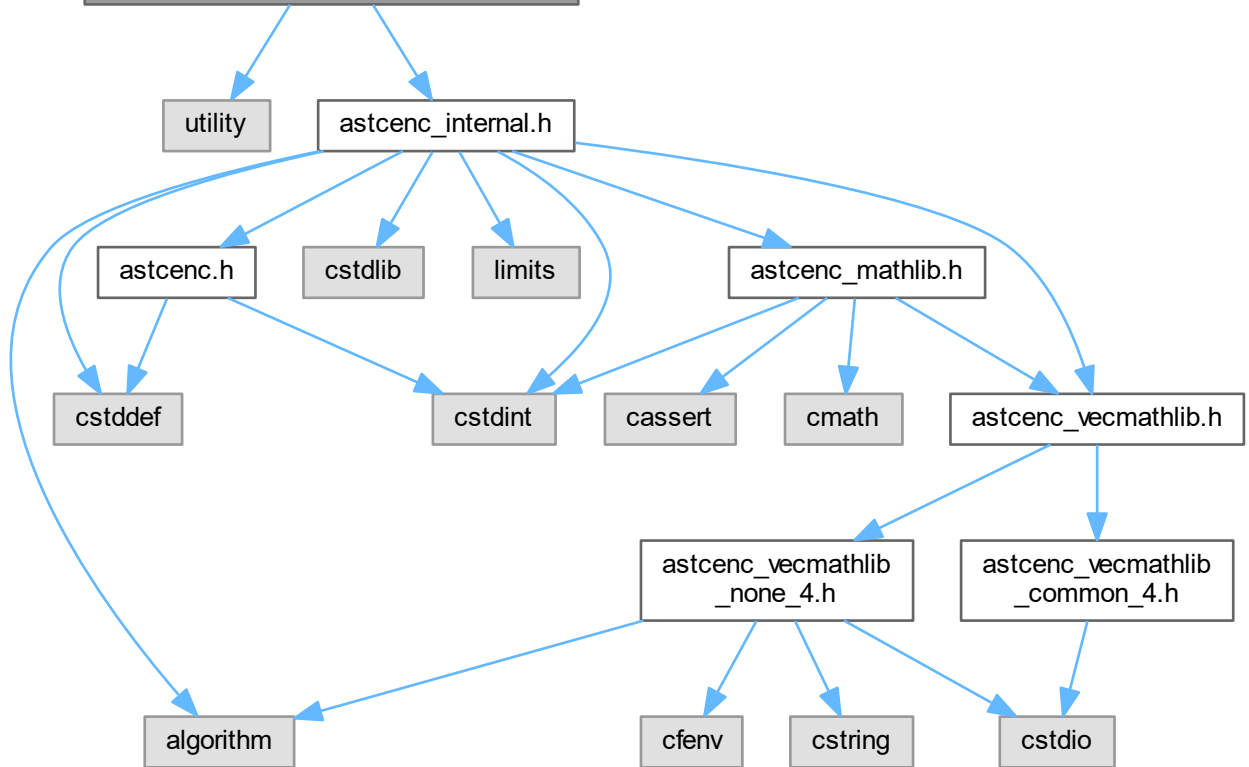 utility
astcenc_internal.h
astcenc.h
cstdlib
limits
astcenc_mathlib.h
cstddef
cstdint
cassert
cmath
astcenc_vecmathlib.h
astcenc_vecmathlib
_none_4.h
astcenc_vecmathlib
_common_4.h
algorithm
cfenv
cstring
cstdio